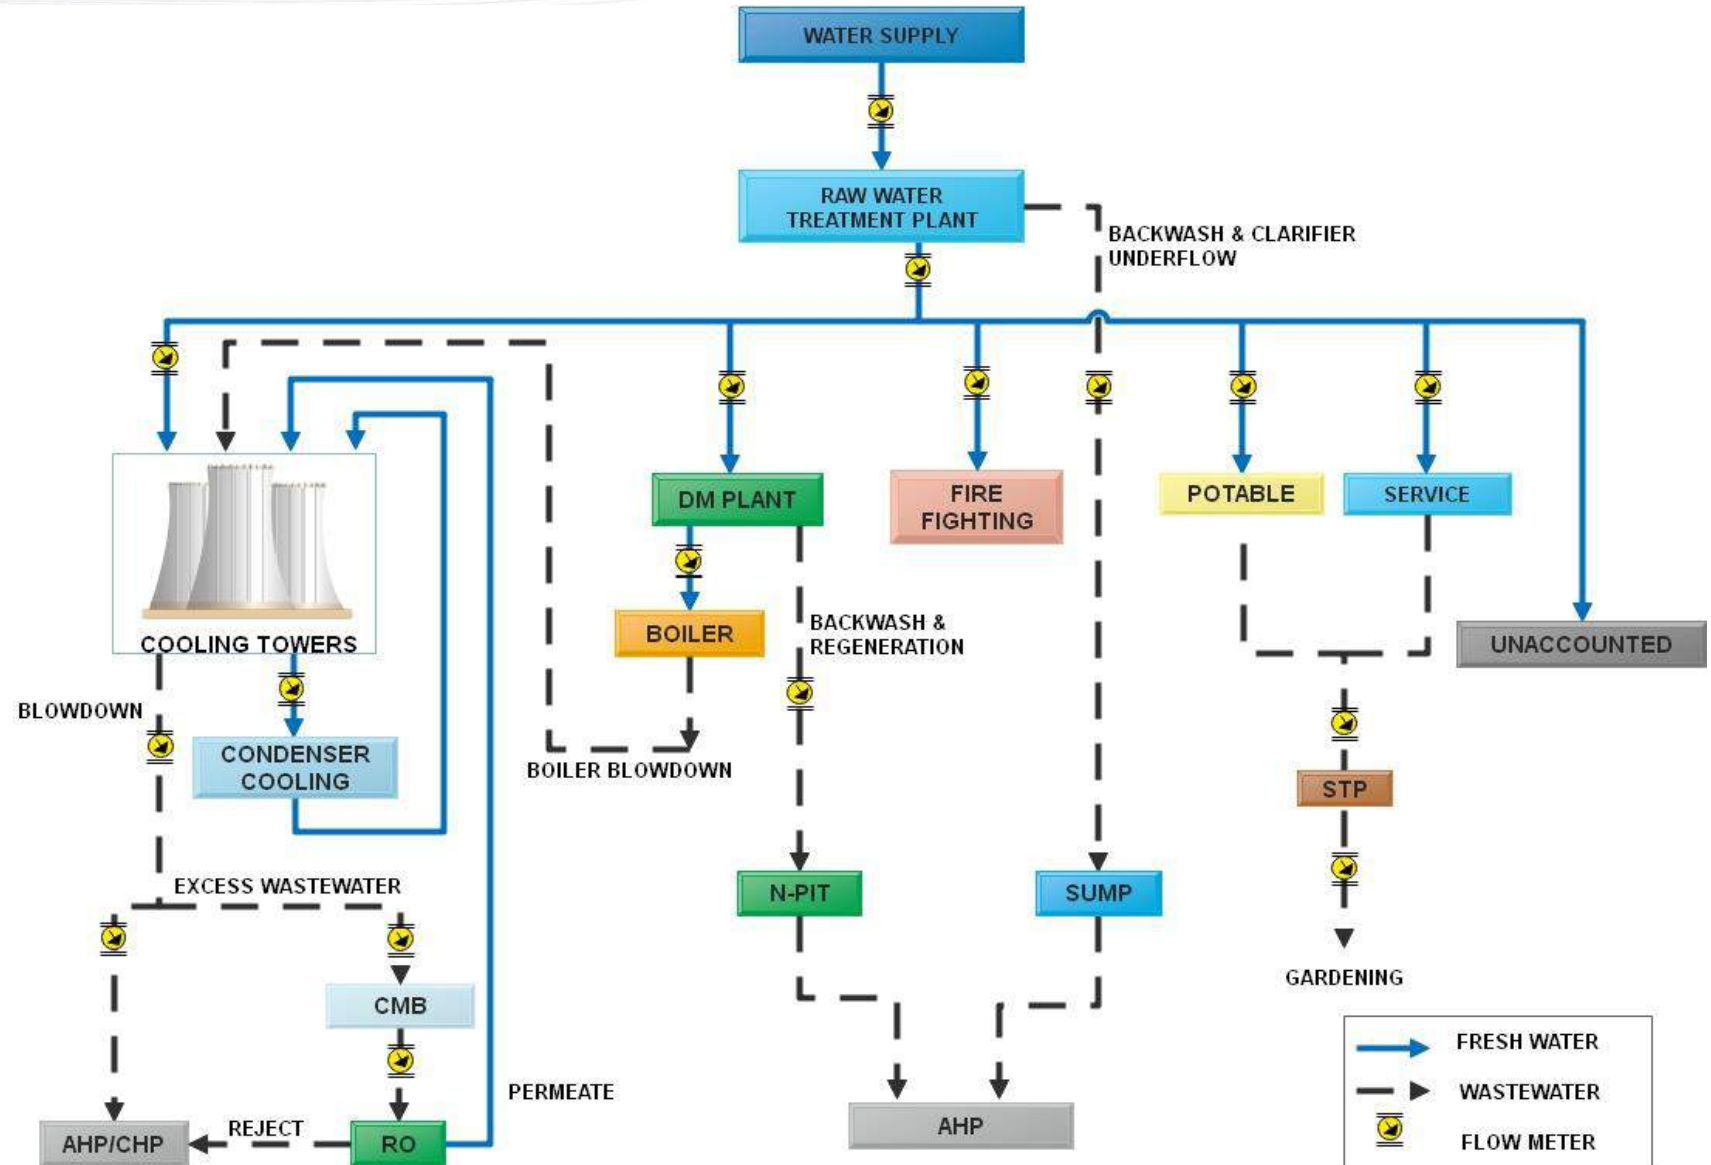 WATER SUPPLY
RAW WATER
TREATMENT PLANT
BACKWASH & CLARIFIER
UNDERFLOW
DM PLANT
FIRE
FIGHTING
POTABLE
SERVICE
COOLING TOWERS
BOILER
BACKWASH &
REGENERATION
UNACCOUNTED
BLOWDOWN
CONDENSER
COOLING
BOILER BLOWDOWN
STP
EXCESS WASTEWATER
N-PIT
SUMP
GARDENING
CMB
PERMEATE
AHP/CHP
REJECT
RO
AHP
FRESH WATER
WASTEWATER
FLOW METER